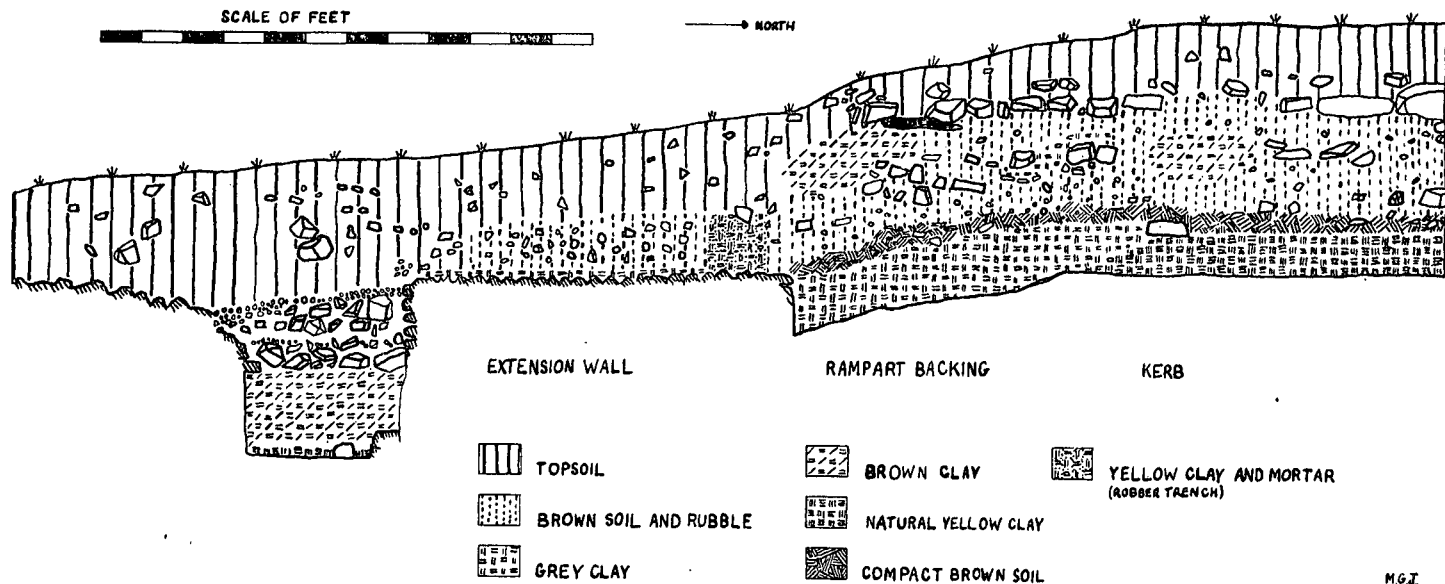 SCALE OF FEET
NORTH
EXTENSION WALL
RAMPART BACKING
KERB
TOPSOIL
BROWN CLAY
YELLOW CLAY AND MORTAR
(ROBBER TRENCH)
BROWN SOIL AND RUBBLE
NATURAL YELLOW CLAY
GREY CLAY
COMPACT BROWN SOIL
M.G.J.